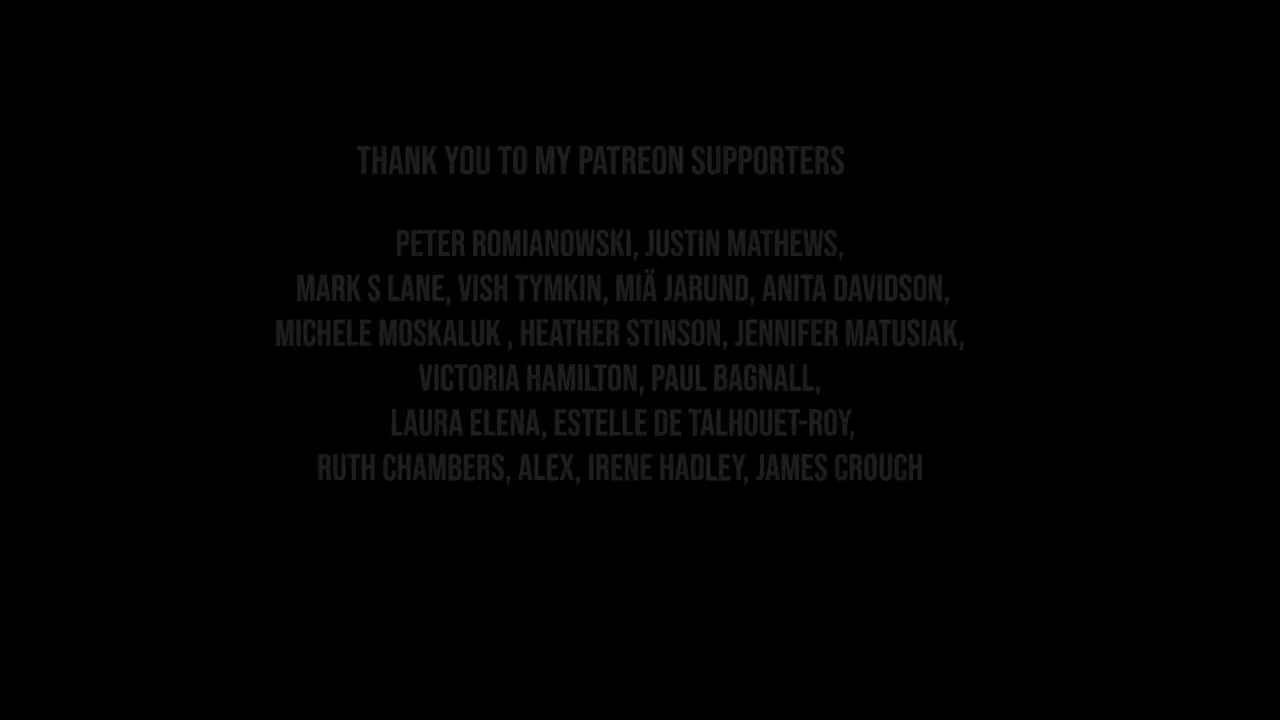 THANK YOU TO MY PATREON SUPPORTERS
PETER ROMIANOWSKI, JUSTIN MATHEWS,
MARK S LANE, VISH TYMKIN, MIÄ JARUND, ANITA DAVIDSON,
MICHELE MOSKALUK , HEATHER STINSON, JENNIFER MATUSIAK,
VICTORIA HAMILTON, PAUL BAGNALL,
LAURA ELENA, ESTELLE DE TALHOUET-ROY,
RUTH CHAMBERS, ALEX, IRENE HADLEY, JAMES CROUCH